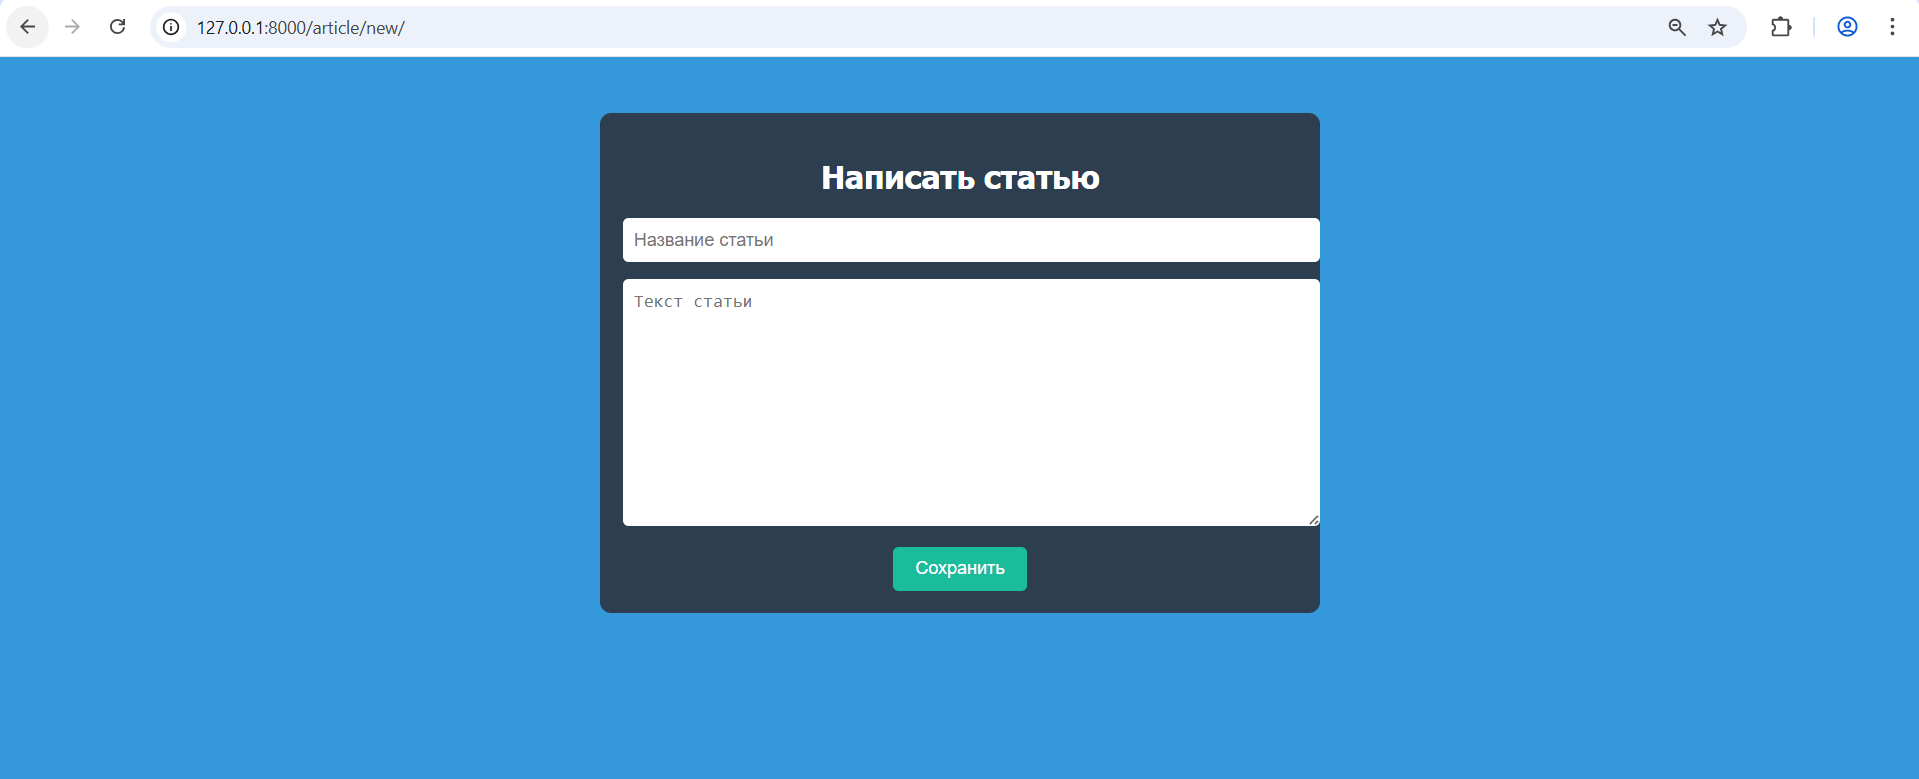 127.0.0.1:8000/article/new/
Написать статью
Название статьи
Текст статьи
Сохранить